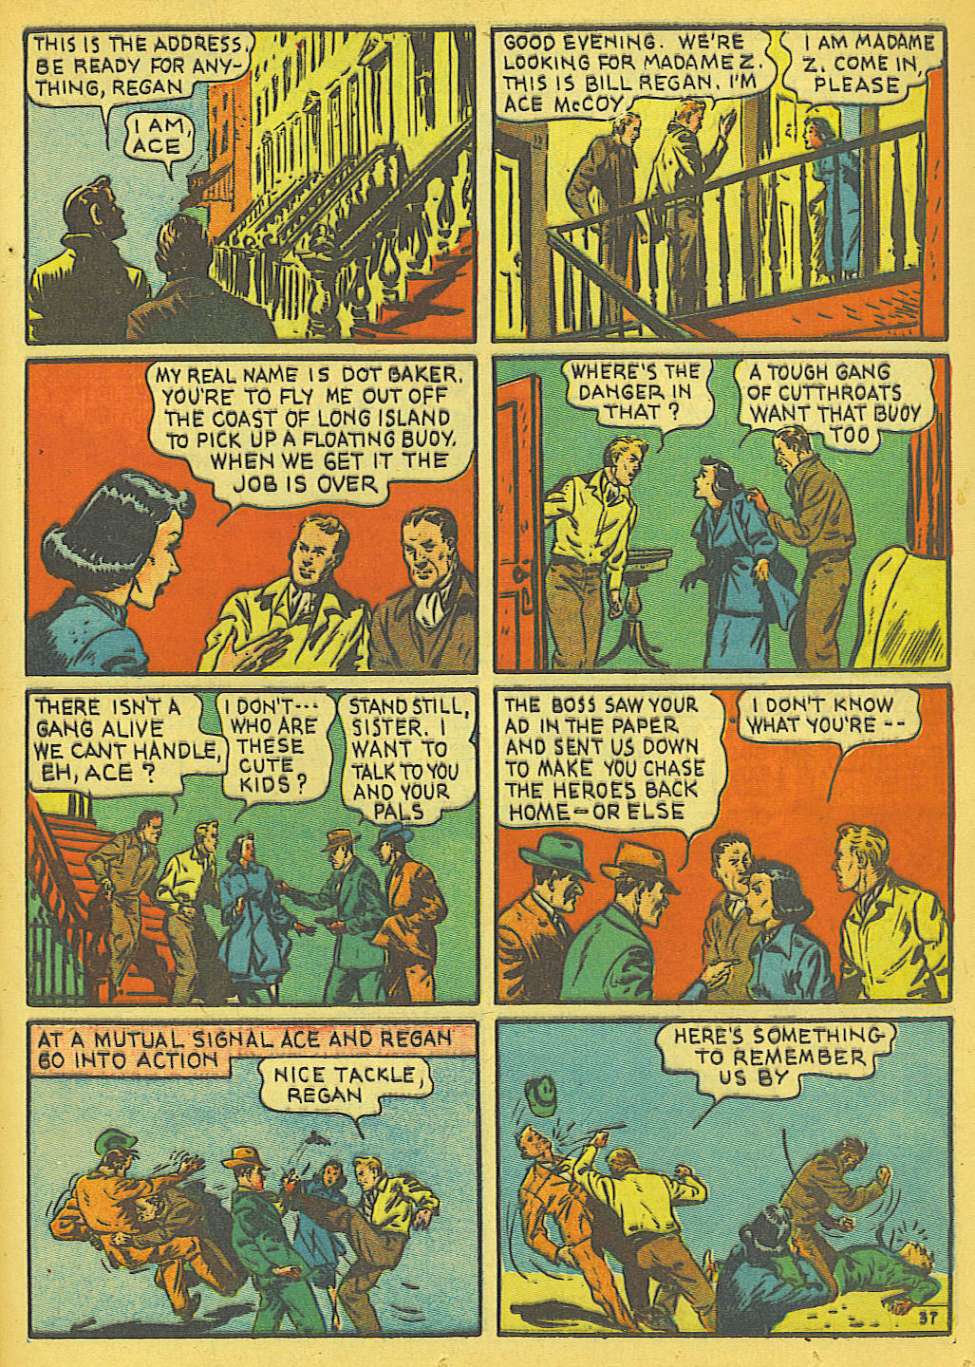 THIS IS THE ADDRESS.
BE READY FOR ANY-
THING, REGAN
I AM,
ACE
GOOD EVENING. WE'RE
LOOKING FOR MADAME Z.
THIS IS BILL REGAN. I'M
ACE McCOY
I AM MADAME
Z. COME IN,
PLEASE
MY REAL NAME IS DOT BAKER.
YOU'RE TO FLY ME OUT OFF
THE COAST OF LONG ISLAND
TO PICK UP A FLOATING BUOY.
WHEN WE GET IT THE
JOB IS OVER
WHERE'S THE
DANGER IN
THAT?
A TOUGH GANG
OF CUTTHROATS
WANT THAT BUOY
TOO
THERE ISN'T A
GANG ALIVE
WE CANT HANDLE,
EH, ACE?
I DON'T---
WHO ARE
THESE
CUTE
KIDS?
STAND STILL,
SISTER. I
WANT TO
TALK TO YOU
AND YOUR
PALS
THE BOSS SAW YOUR
AD IN THE PAPER
AND SENT US DOWN
TO MAKE YOU CHASE
THE HEROES BACK
HOME—OR ELSE
I DON'T KNOW
WHAT YOU'RE --
AT A MUTUAL SIGNAL ACE AND REGAN
GO INTO ACTION
NICE TACKLE,
REGAN
HERE'S SOMETHING
TO REMEMBER
US BY
37